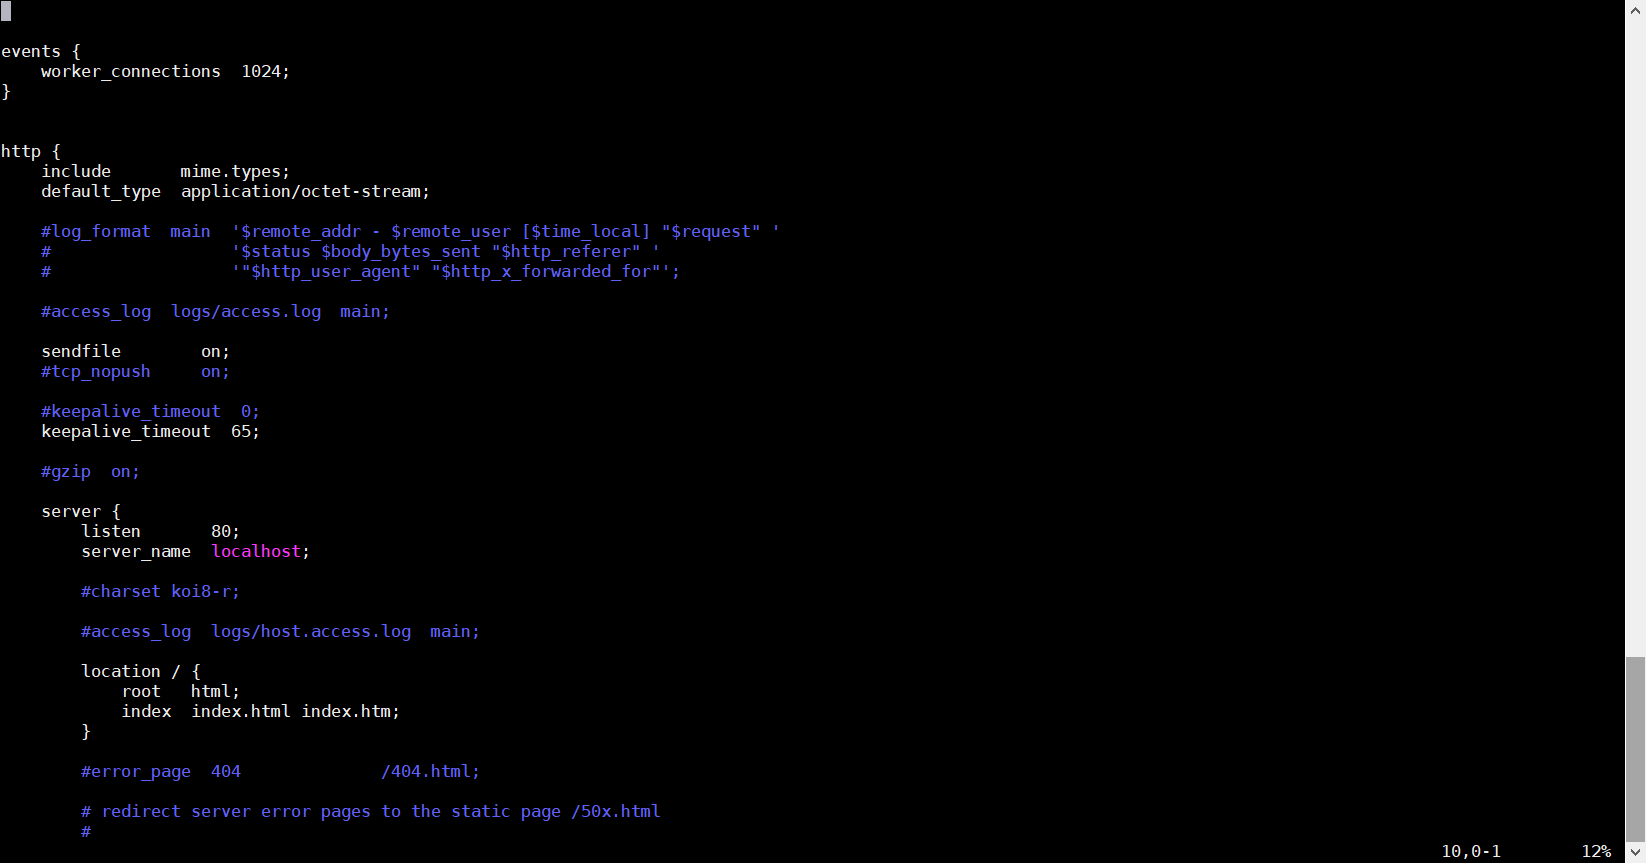 events {
    worker_connections  1024;
}
http {
    include       mime.types;
    default_type  application/octet-stream;
    #log_format  main  '$remote_addr - $remote_user [$time_local] "$request" '
    #                  '$status $body_bytes_sent "$http_referer" '
    #                  '"$http_user_agent" "$http_x_forwarded_for"';
    #access_log  logs/access.log  main;
    sendfile        on;
    #tcp_nopush     on;
    #keepalive_timeout  0;
    keepalive_timeout  65;
    #gzip  on;
    server {
        listen       80;
        server_name  localhost;
        #charset koi8-r;
        #access_log  logs/host.access.log  main;
        location / {
            root   html;
            index  index.html index.htm;
        }
        #error_page  404              /404.html;
        # redirect server error pages to the static page /50x.html
        #
10,0-1        12%